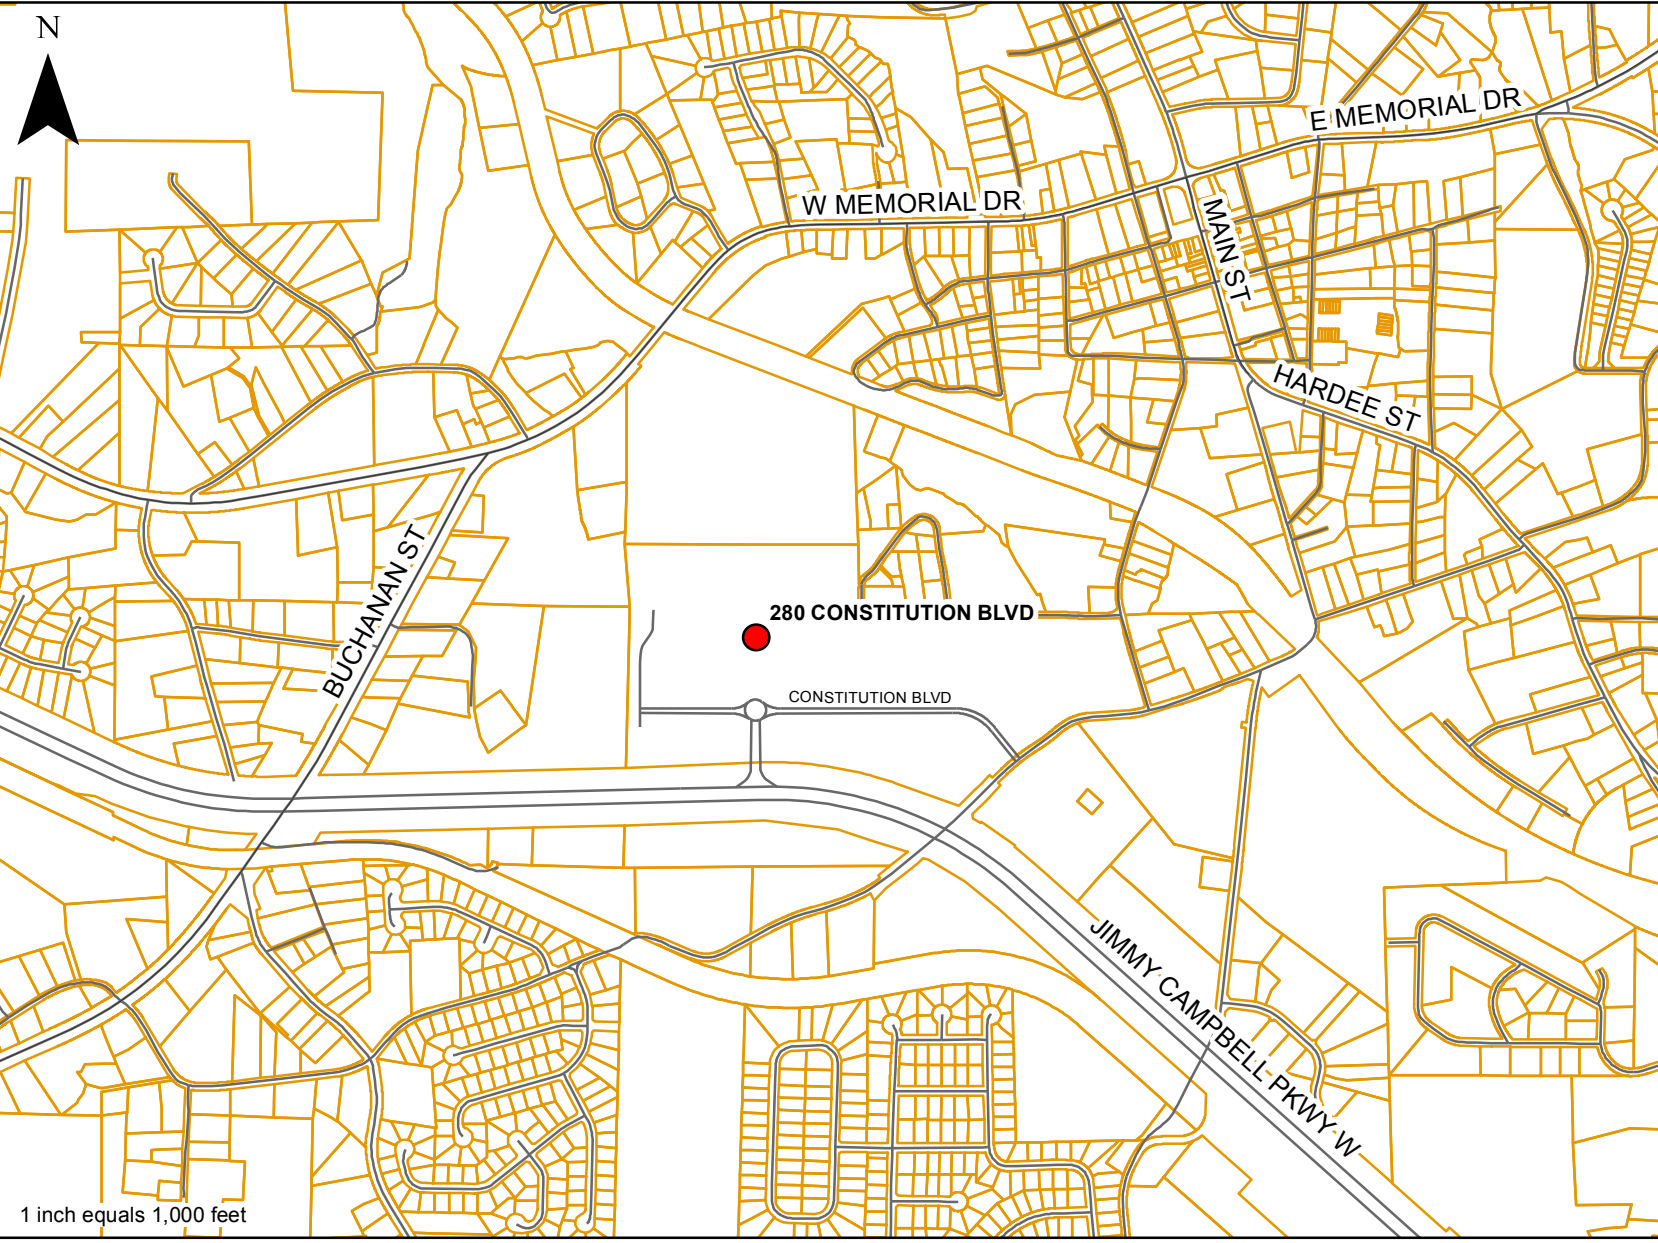 N
E MEMORIAL DR
W MEMORIAL DR
MAIN ST
HARDEE ST
BUCHANAN ST
280 CONSTITUTION BLVD
CONSTITUTION BLVD
JIMMY CAMPBELL PKWY W
1 inch equals 1,000 feet